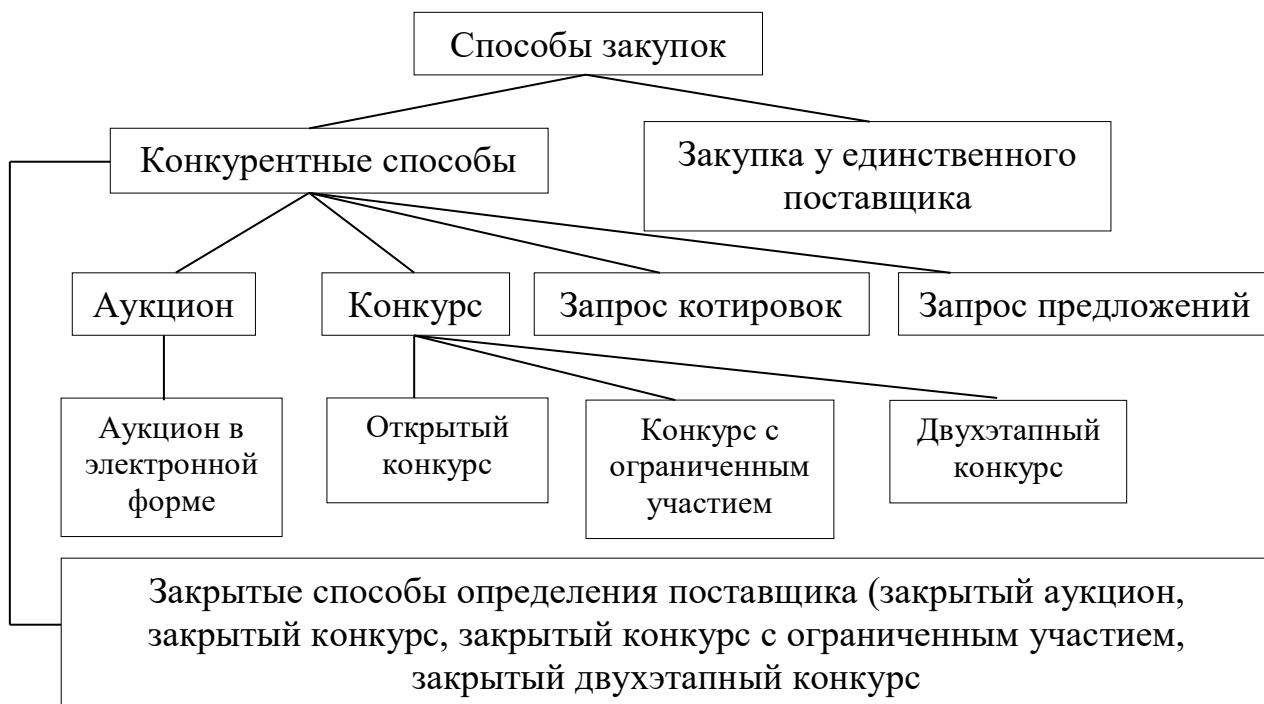 Способы закупок
Конкурентные способы
Закупка у единственного
поставщика
Аукцион
Конкурс
Запрос котировок
Запрос предложений
Аукцион в
электронной
форме
Открытый
конкурс
Конкурс с
ограниченным
участием
Двухэтапный
конкурс
Закрытые способы определения поставщика (закрытый аукцион,
закрытый конкурс, закрытый конкурс с ограниченным участием,
закрытый двухэтапный конкурс